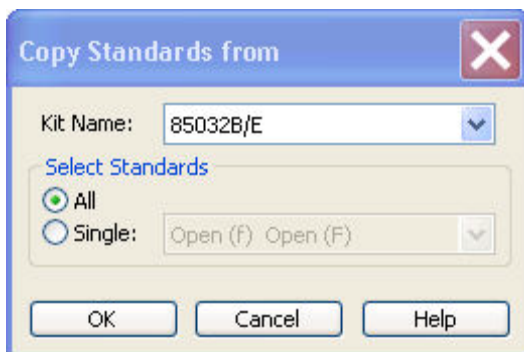 Copy Standards from
Kit Name: 85032B/E
Select Standards
All
Single: Open (f) Open (F)
OK Cancel Help